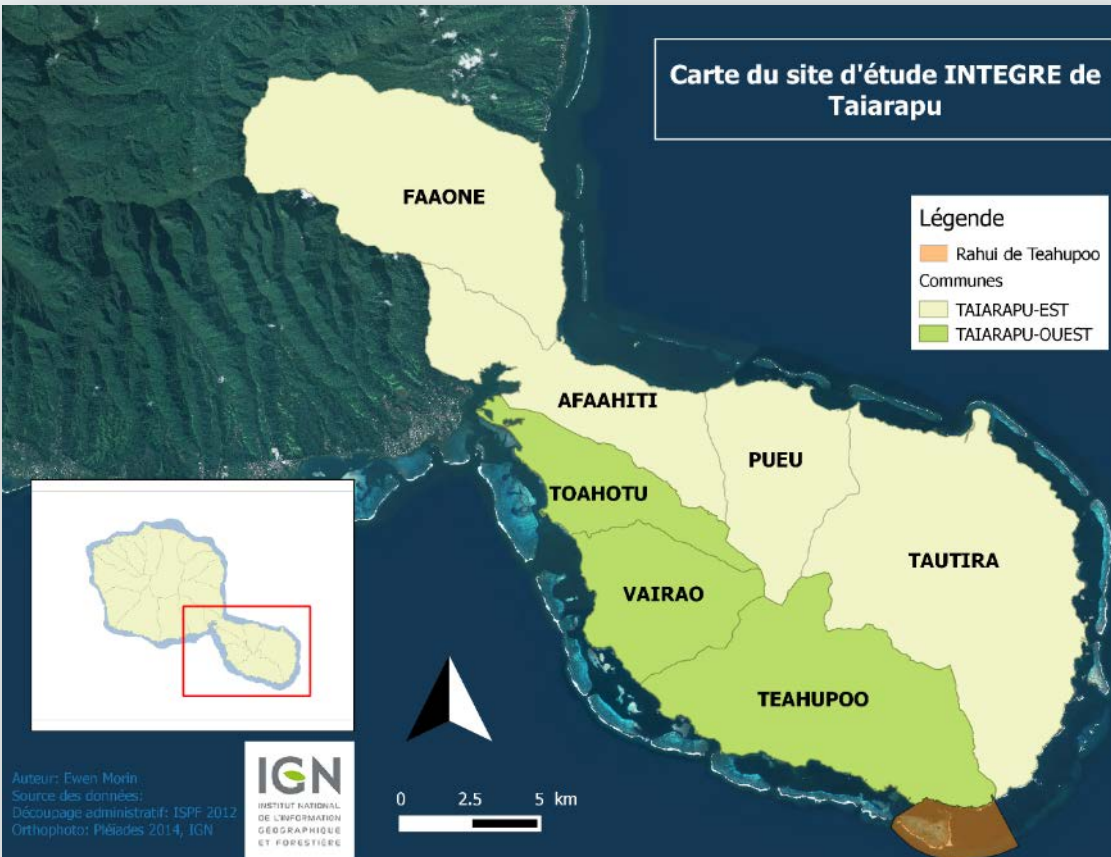 Carte du site d'étude INTEGRE de
Taiarapu
FAAONE
Légende
Rahui de Teahupoo
Communes
TAIARAPU-EST
TAIARAPU-OUEST
AFAAHITI
PUEU
TOAHOTU
TAUTIRA
VAIRAO
TEAHUPOO
Auteur: Ewen Morin
Source des données:
Découpage administratif: ISPF 2012
Orthophoto: Pléiades 2014, IGN
IGN
INSTITUT NATIONAL
DE L'INFORMATION
GÉOGRAPHIQUE
ET FORESTIÈRE
0 2.5 5 km